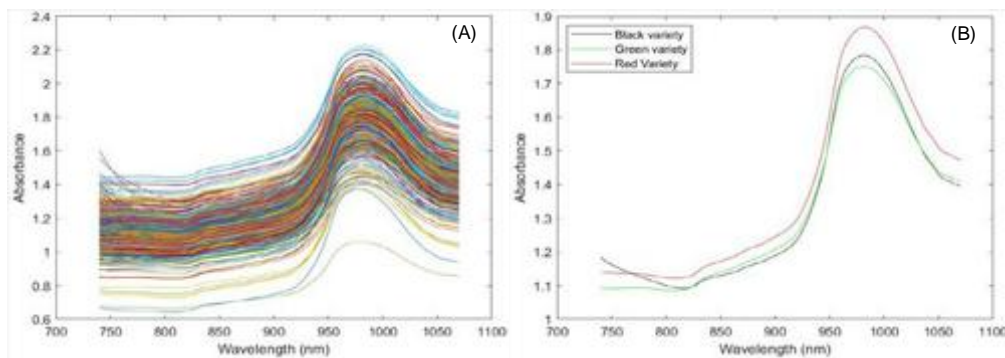 (A)
2.4
2.2
2
1.8
1.6
1.4
1.2
1
0.8
0.6
Absorbance
700 750 800 850 900 950 1000 1050 1100
Wavelength (nm)
(B)
Black variety
Green variety
Red Variety
1.9
1.8
1.7
1.6
1.5
1.4
1.3
1.2
1.1
1
Absorbance
700 750 800 850 900 950 1000 1050 1100
Wavelength (nm)